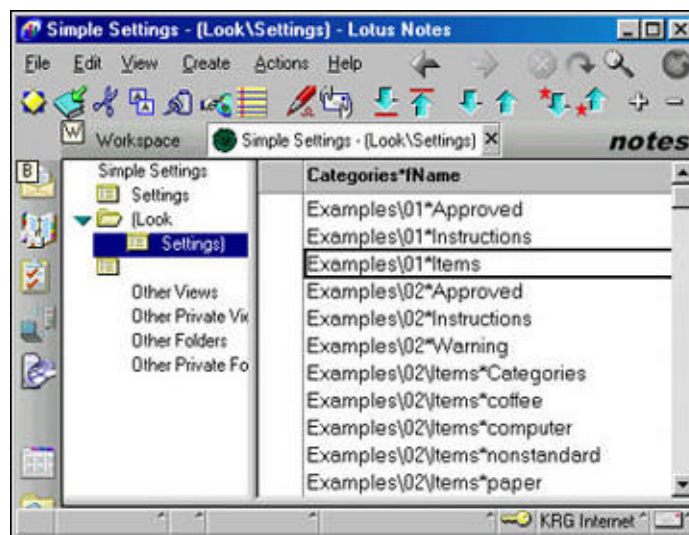 Simple Settings - (Look\Settings) - Lotus Notes
File Edit View Create Actions Help
W Workspace Simple Settings - (Look\Settings) notes
B
Simple Settings
Settings
(Look
Settings)
Other Views
Other Private Vie
Other Folders
Other Private Fo
Categories*fName
Examples\01*Approved
Examples\01*Instructions
Examples\01*Items
Examples\02*Approved
Examples\02*Instructions
Examples\02*Warning
Examples\02\Items*Categories
Examples\02\Items*coffee
Examples\02\Items*computer
Examples\02\Items*nonstandard
Examples\02\Items*paper
KRG Internet